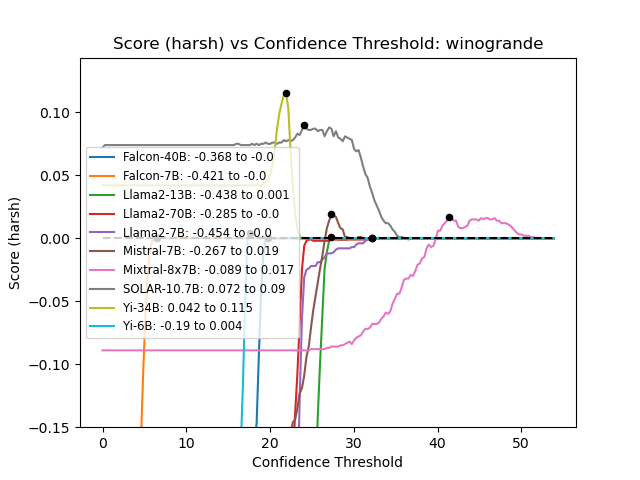 Score (harsh) vs Confidence Threshold: winogrande
Score (harsh)
0.10
0.05
0.00
−0.05
−0.10
−0.15
Falcon-40B: -0.368 to -0.0
Falcon-7B: -0.421 to -0.0
Llama2-13B: -0.438 to 0.001
Llama2-70B: -0.285 to -0.0
Llama2-7B: -0.454 to -0.0
Mistral-7B: -0.267 to 0.019
Mixtral-8x7B: -0.089 to 0.017
SOLAR-10.7B: 0.072 to 0.09
Yi-34B: 0.042 to 0.115
Yi-6B: -0.19 to 0.004
0 10 20 30 40 50
Confidence Threshold